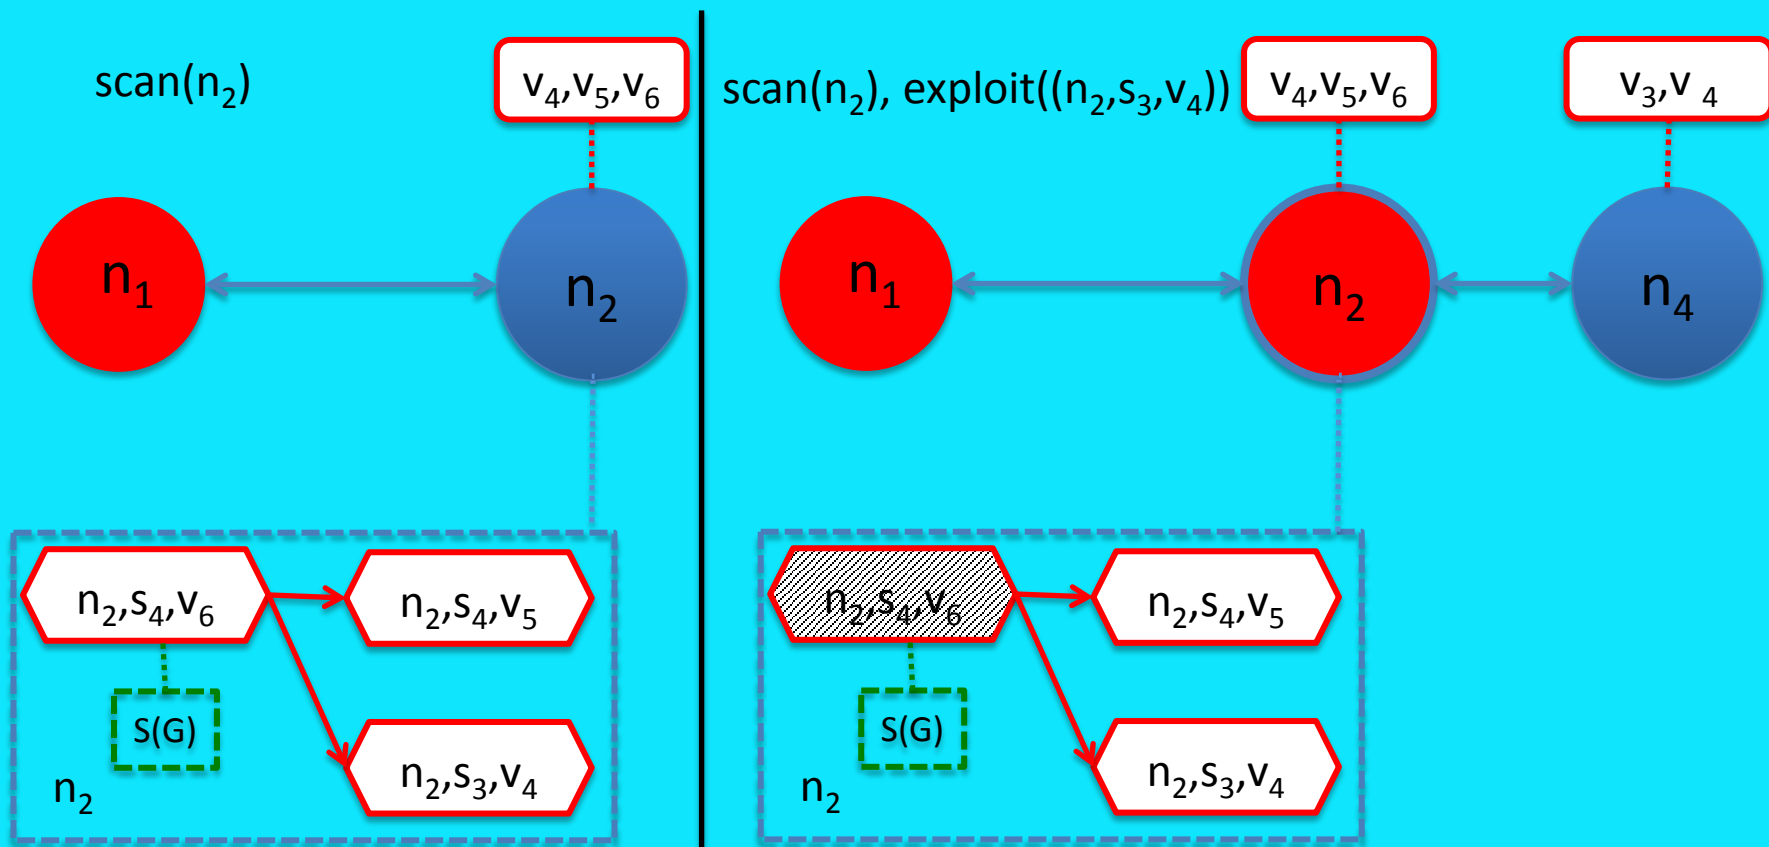 scan(n₂)
v₄,v₅,v₆
n₁
n₂
n₂,s₄,v₆
n₂,s₄,v₅
S(G)
n₂,s₃,v₄
n₂
scan(n₂), exploit((n₂,s₃,v₄))
v₄,v₅,v₆
v₃,v ₄
n₁
n₂
n₄
n₂,s₄,v₆
n₂,s₄,v₅
S(G)
n₂,s₃,v₄
n₂